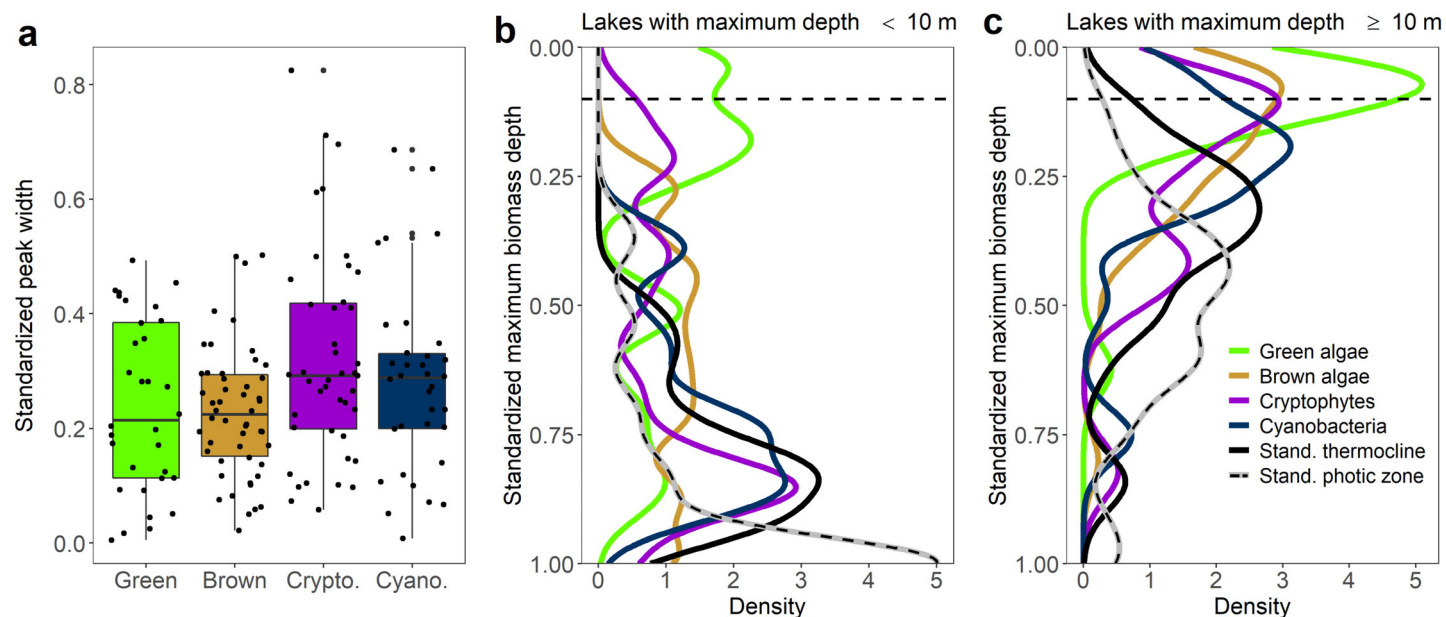 a
Standardized peak width
0.8
0.6
0.4
0.2
0.0
Green Brown Crypto. Cyano.
b
Lakes with maximum depth < 10 m
Standardized maximum biomass depth
0.00
0.25
0.50
0.75
1.00
0 1 2 3 4 5
Density
c
Lakes with maximum depth ≥ 10 m
Standardized maximum biomass depth
0.00
0.25
0.50
0.75
1.00
Green algae
Brown algae
Cryptophytes
Cyanobacteria
Stand. thermocline
Stand. photic zone
0 1 2 3 4 5
Density